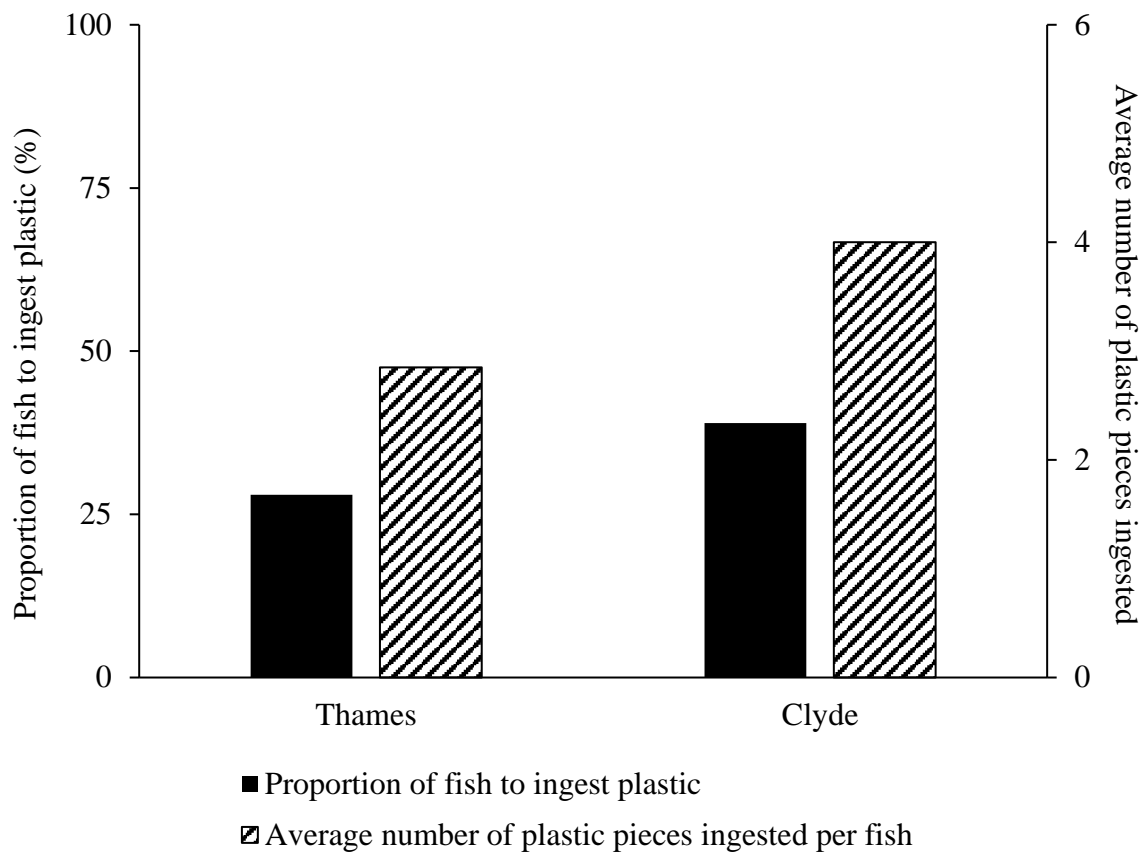 Proportion of fish to ingest plastic (%)
100
75
50
25
0
6
4
2
0
Average number of plastic pieces ingested
Thames
Clyde
Proportion of fish to ingest plastic
Average number of plastic pieces ingested per fish